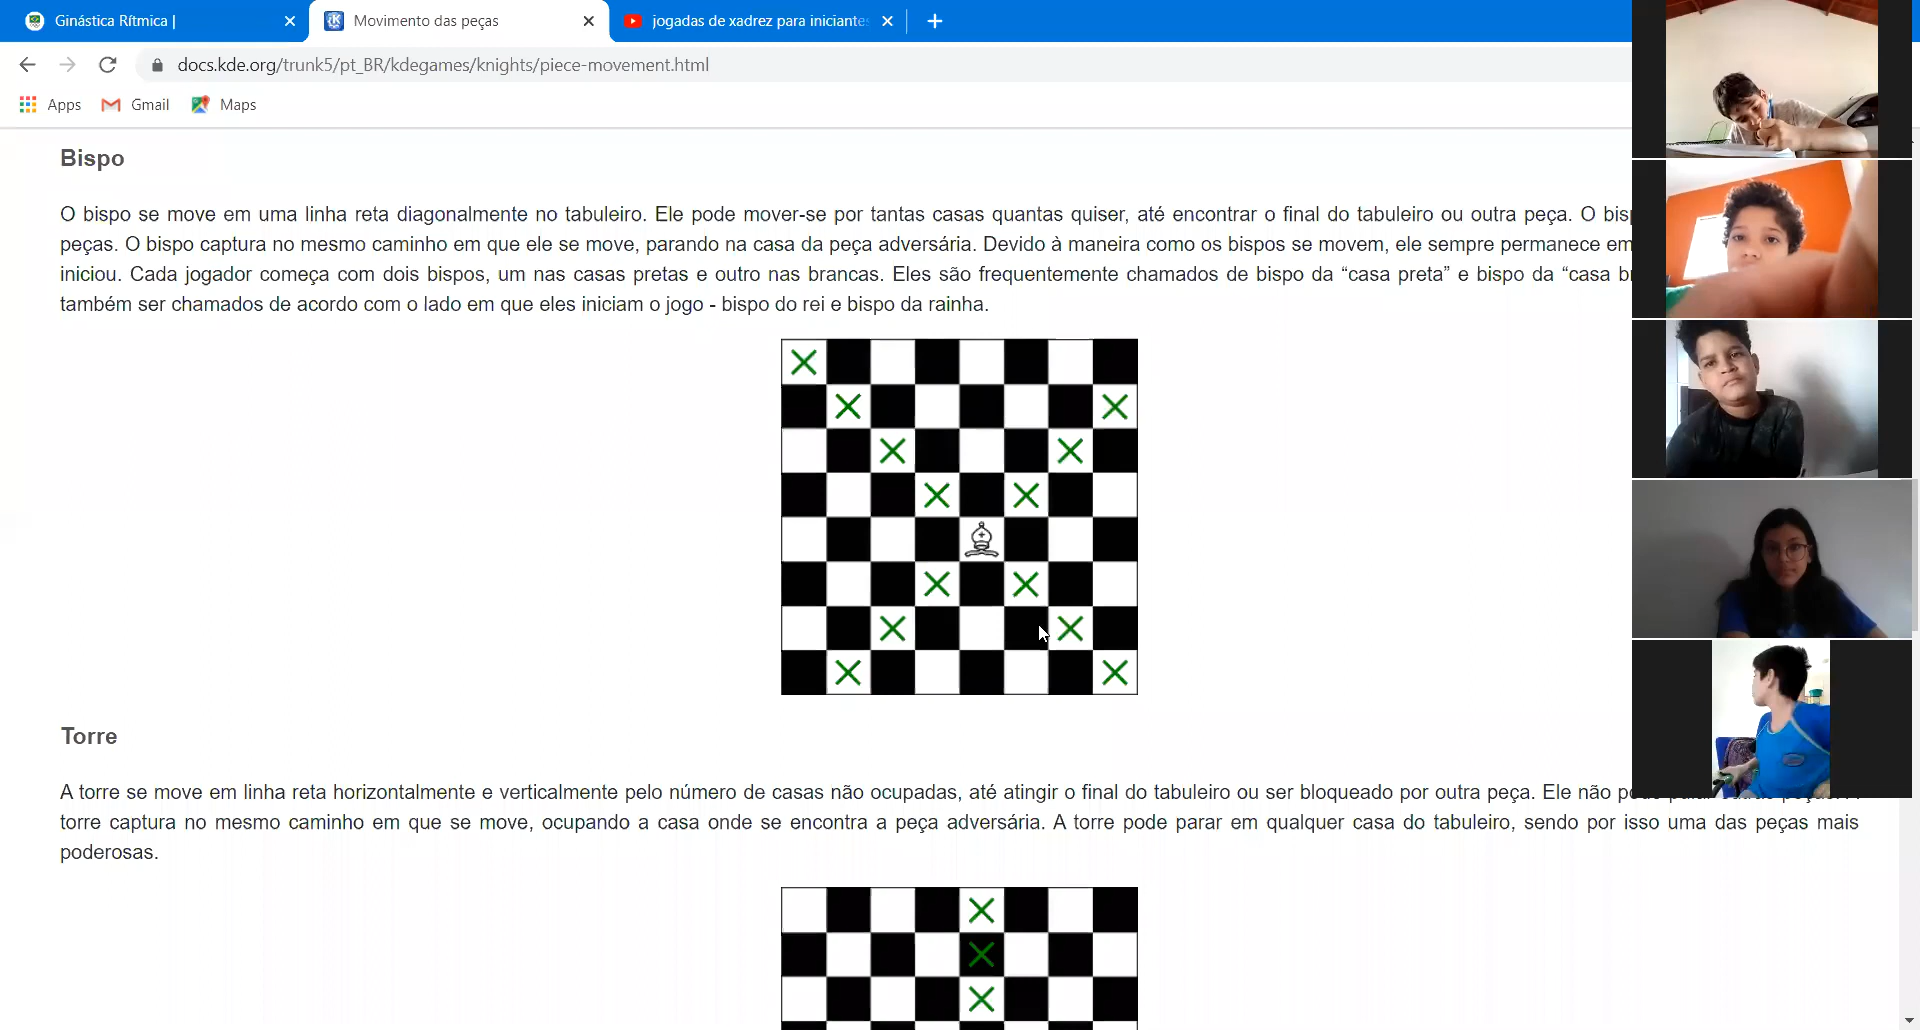 Ginástica Rítmica |
Movimento das peças
jogadas de xadrez para iniciante
docs.kde.org/trunk5/pt_BR/kdegames/knights/piece-movement.html
Apps
Gmail
Maps
Bispo
O bispo se move em uma linha reta diagonalmente no tabuleiro. Ele pode mover-se por tantas casas quantas quiser, até encontrar o final do tabuleiro ou outra peça. O
peças. O bispo captura no mesmo caminho em que ele se move, parando na casa da peça adversária. Devido à maneira como os bispos se movem, ele sempre permanece em
iniciou. Cada jogador começa com dois bispos, um nas casas pretas e outro nas brancas. Eles são frequentemente chamados de bispo da “casa preta” e bispo da “casa
também ser chamados de acordo com o lado em que eles iniciam o jogo - bispo do rei e bispo da rainha.
Torre
A torre se move em linha reta horizontalmente e verticalmente pelo número de casas não ocupadas, até atingir o final do tabuleiro ou ser bloqueado por outra peça. Ele não
torre captura no mesmo caminho em que se move, ocupando a casa onde se encontra a peça adversária. A torre pode parar em qualquer casa do tabuleiro, sendo por isso uma das peças mais
poderosas.